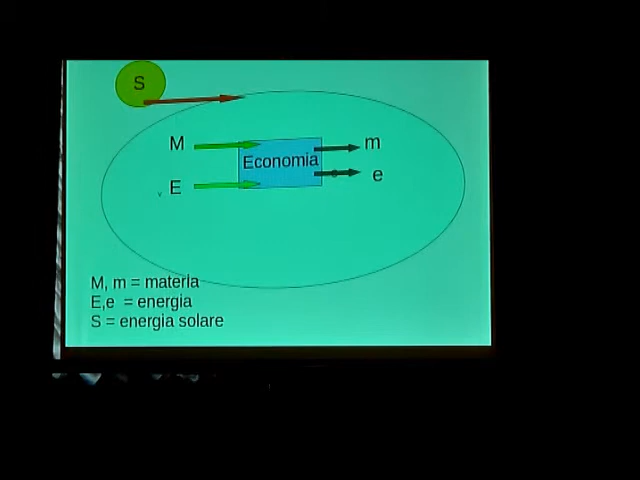 S
M
m
Economia
E
e
M, m = materia
E,e = energia
S = energia solare